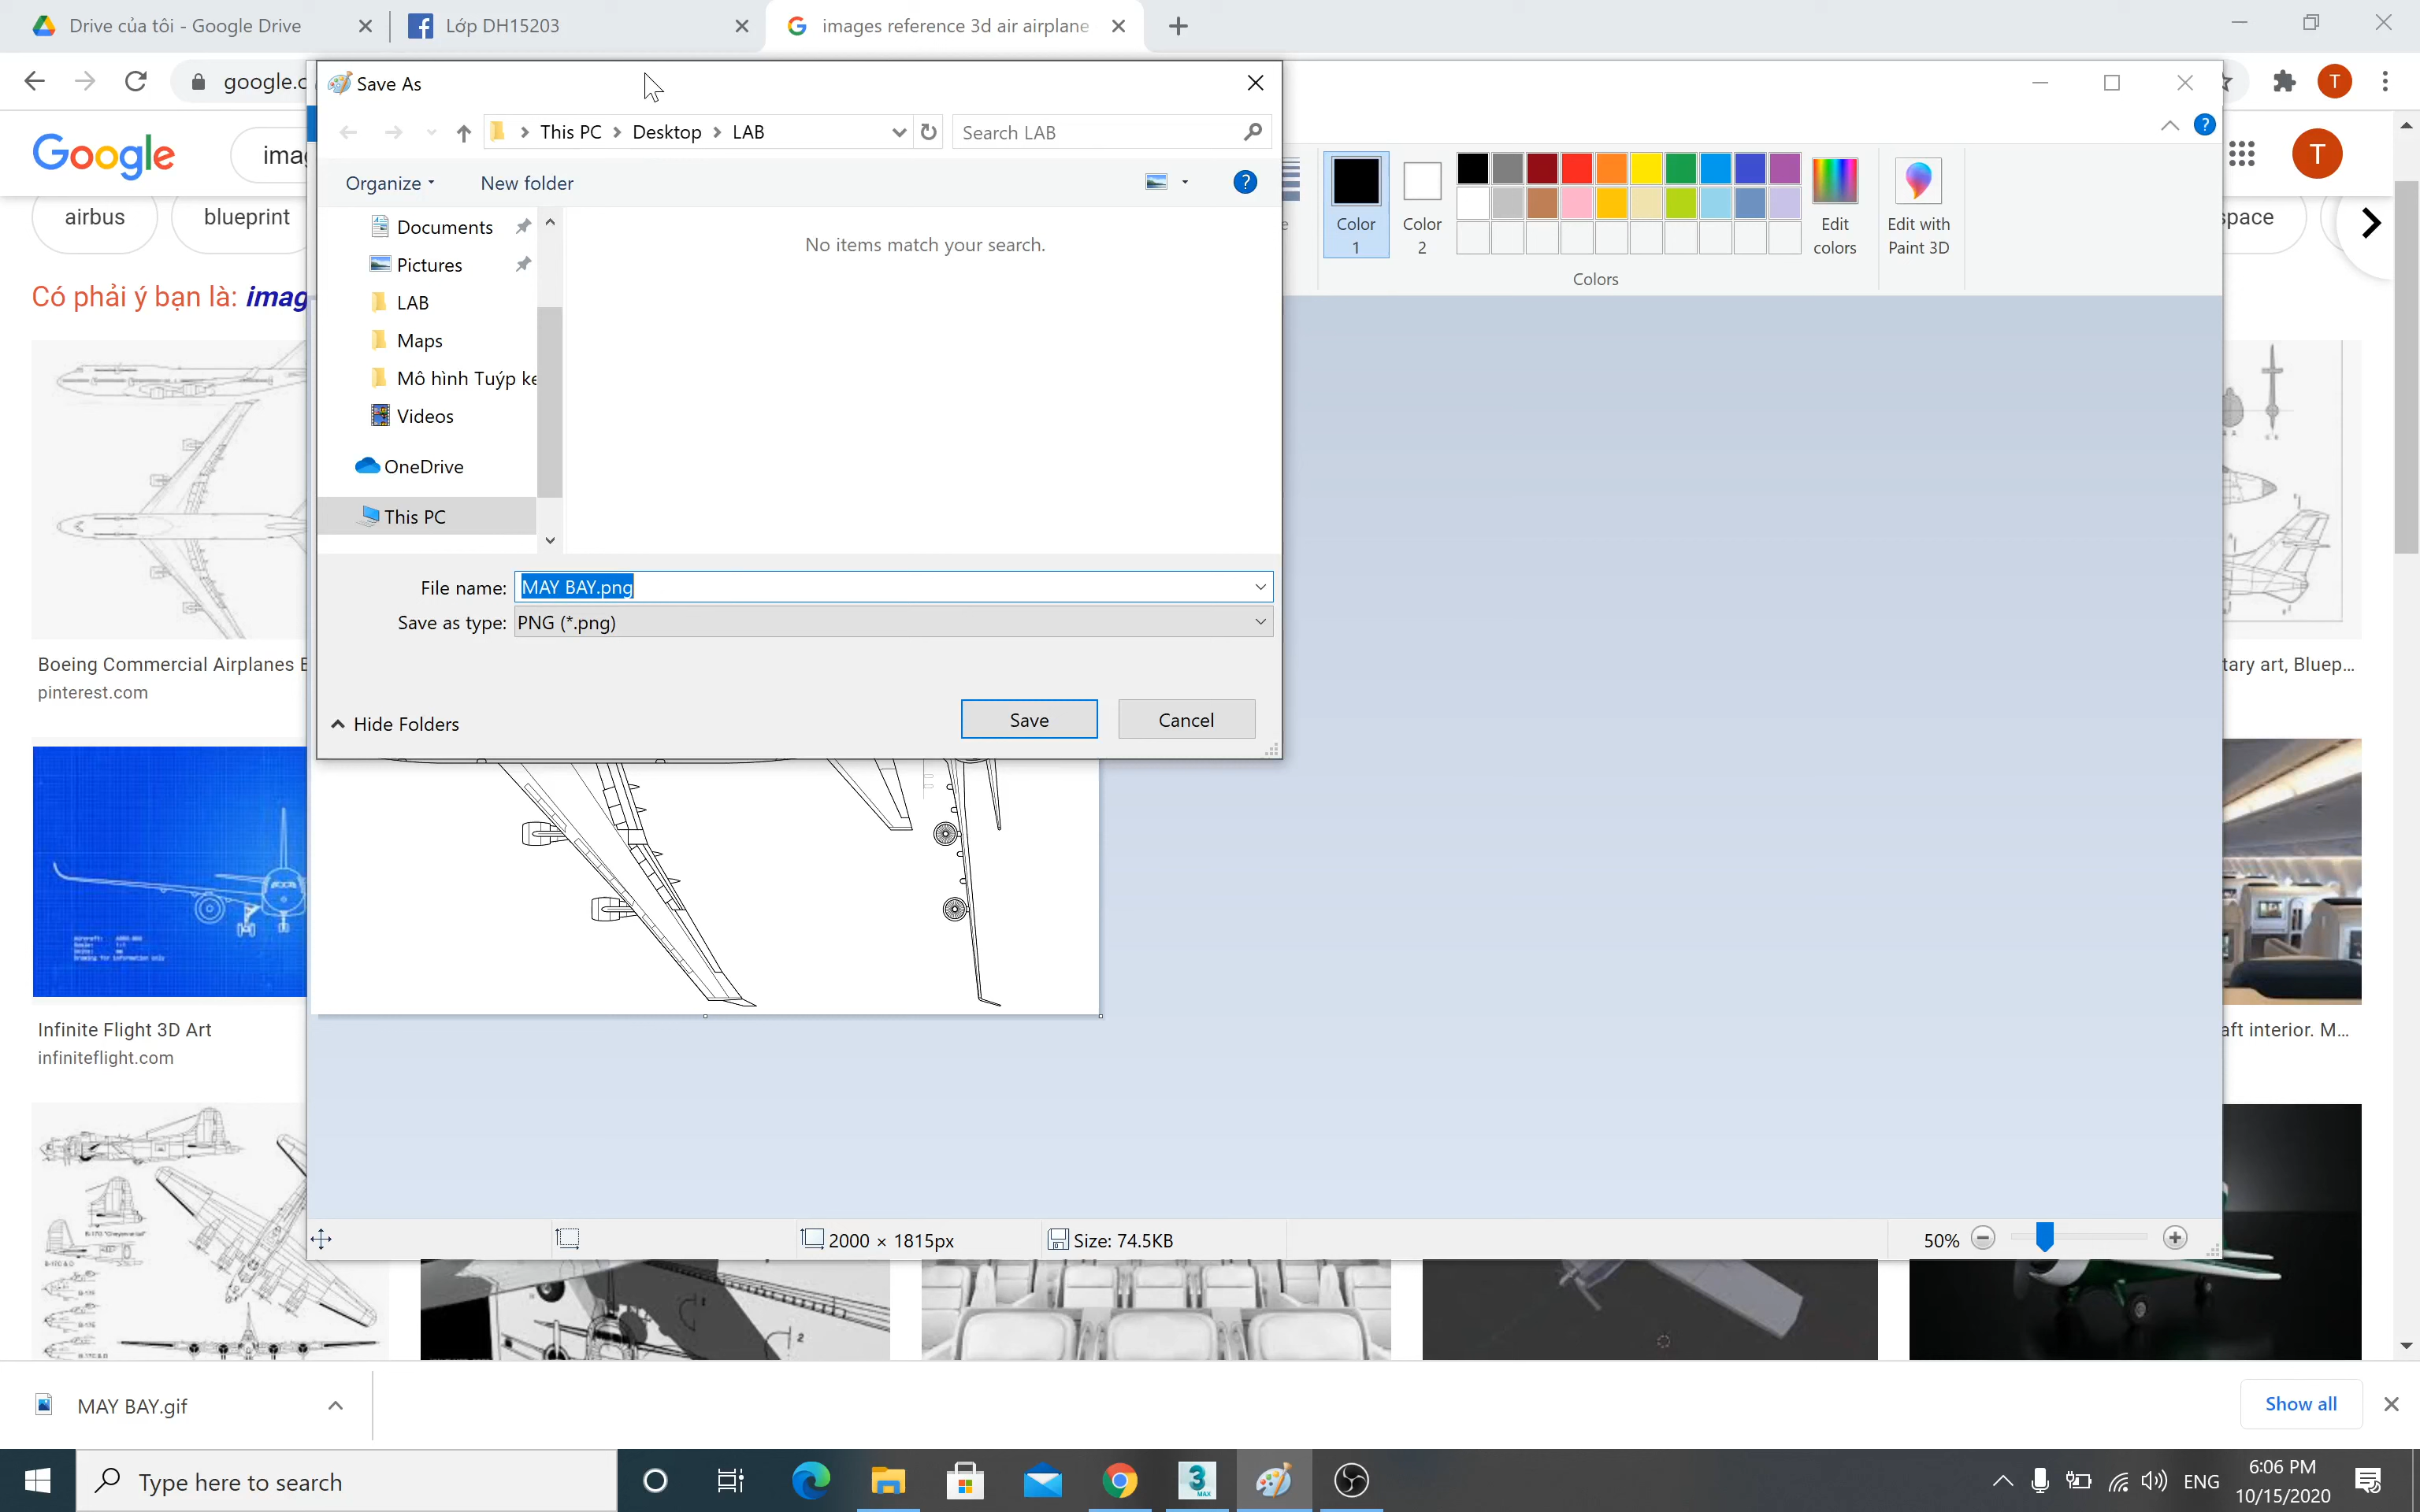 Drive của tôi - Google Drive
Lớp DH15203
images reference 3d air airplane
google.c
Save As
This PC > Desktop > LAB
Search LAB
Google
imag
Organize
New folder
airbus
blueprint
space
Documents
Pictures
LAB
Maps
Mô hình Tuýp ke
Videos
OneDrive
This PC
No items match your search.
Color 1
Color 2
Edit colors
Edit with Paint 3D
Colors
Có phải ý bạn là: imag
File name: MAY BAY.png
Save as type: PNG (*.png)
Hide Folders
Save
Cancel
Boeing Commercial Airplanes B
pinterest.com
tary art, Bluep...
Infinite Flight 3D Art
infiniteflight.com
aft interior. M...
2000 × 1815px
Size: 74.5KB
50%
MAY BAY.gif
Show all
Type here to search
ENG
6:06 PM
10/15/2020